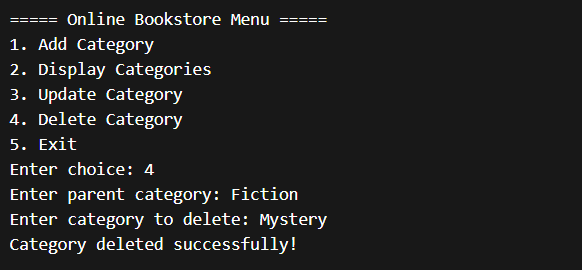 ===== Online Bookstore Menu =====
1. Add Category
2. Display Categories
3. Update Category
4. Delete Category
5. Exit
Enter choice: 4
Enter parent category: Fiction
Enter category to delete: Mystery
Category deleted successfully!